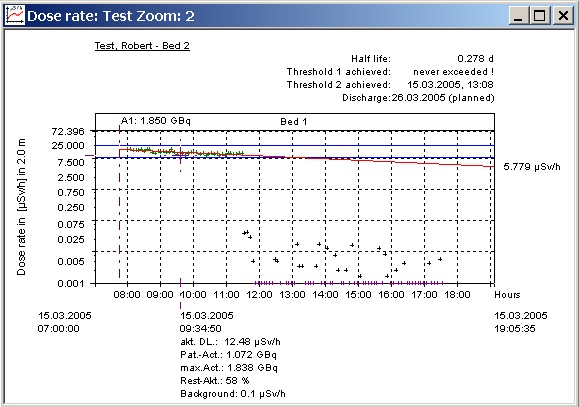 Dose rate: Test Zoom: 2
Test, Robert - Bed 2
Half life: 0.278 d
Threshold 1 achieved: never exceeded !
Threshold 2 achieved: 15.03.2005, 13:08
Discharge: 26.03.2005 (planned)
A1: 1.850 GBq Bed 1
72.396
25.000
7.500
2.500
0.750
0.250
0.075
0.025
0.005
0.001
Dose rate in [µSv/h] in 2.0 m
5.779 µSv/h
08:00 09:00 10:00 11:00 12:00 13:00 14:00 15:00 16:00 17:00 18:00 Hours
15.03.2005 15.03.2005 15.03.2005
07:00:00 09:34:50 19:05:35
akt. DL.: 12.48 µSv/h
Pat.-Act.: 1.072 GBq
max.Act.: 1.838 GBq
Rest-Akt.: 58 %
Background: 0.1 µSv/h